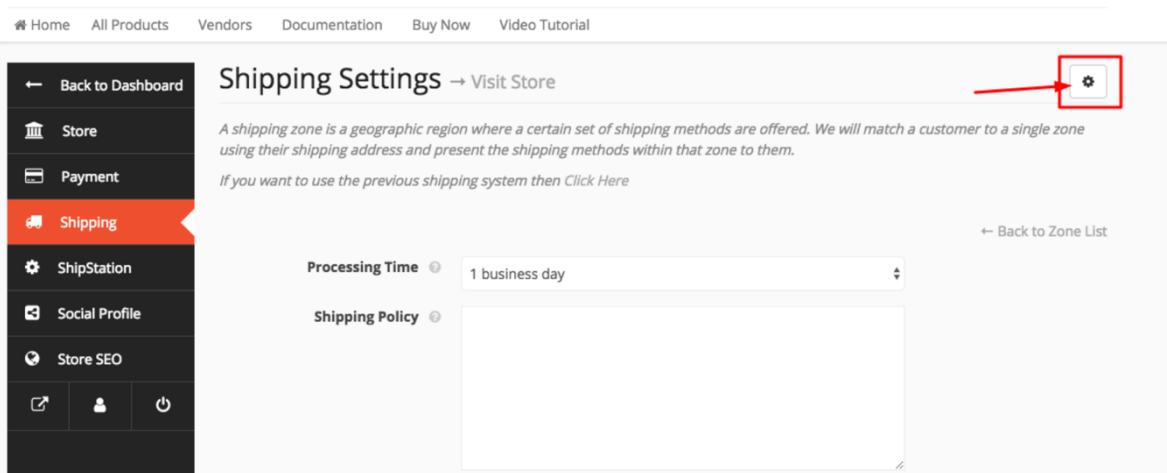 Home All Products Vendors Documentation Buy Now Video Tutorial
Back to Dashboard
Store
Payment
Shipping
ShipStation
Social Profile
Store SEO
Shipping Settings → Visit Store
A shipping zone is a geographic region where a certain set of shipping methods are offered. We will match a customer to a single zone
using their shipping address and present the shipping methods within that zone to them.
If you want to use the previous shipping system then Click Here
← Back to Zone List
Processing Time ? 1 business day
Shipping Policy ?